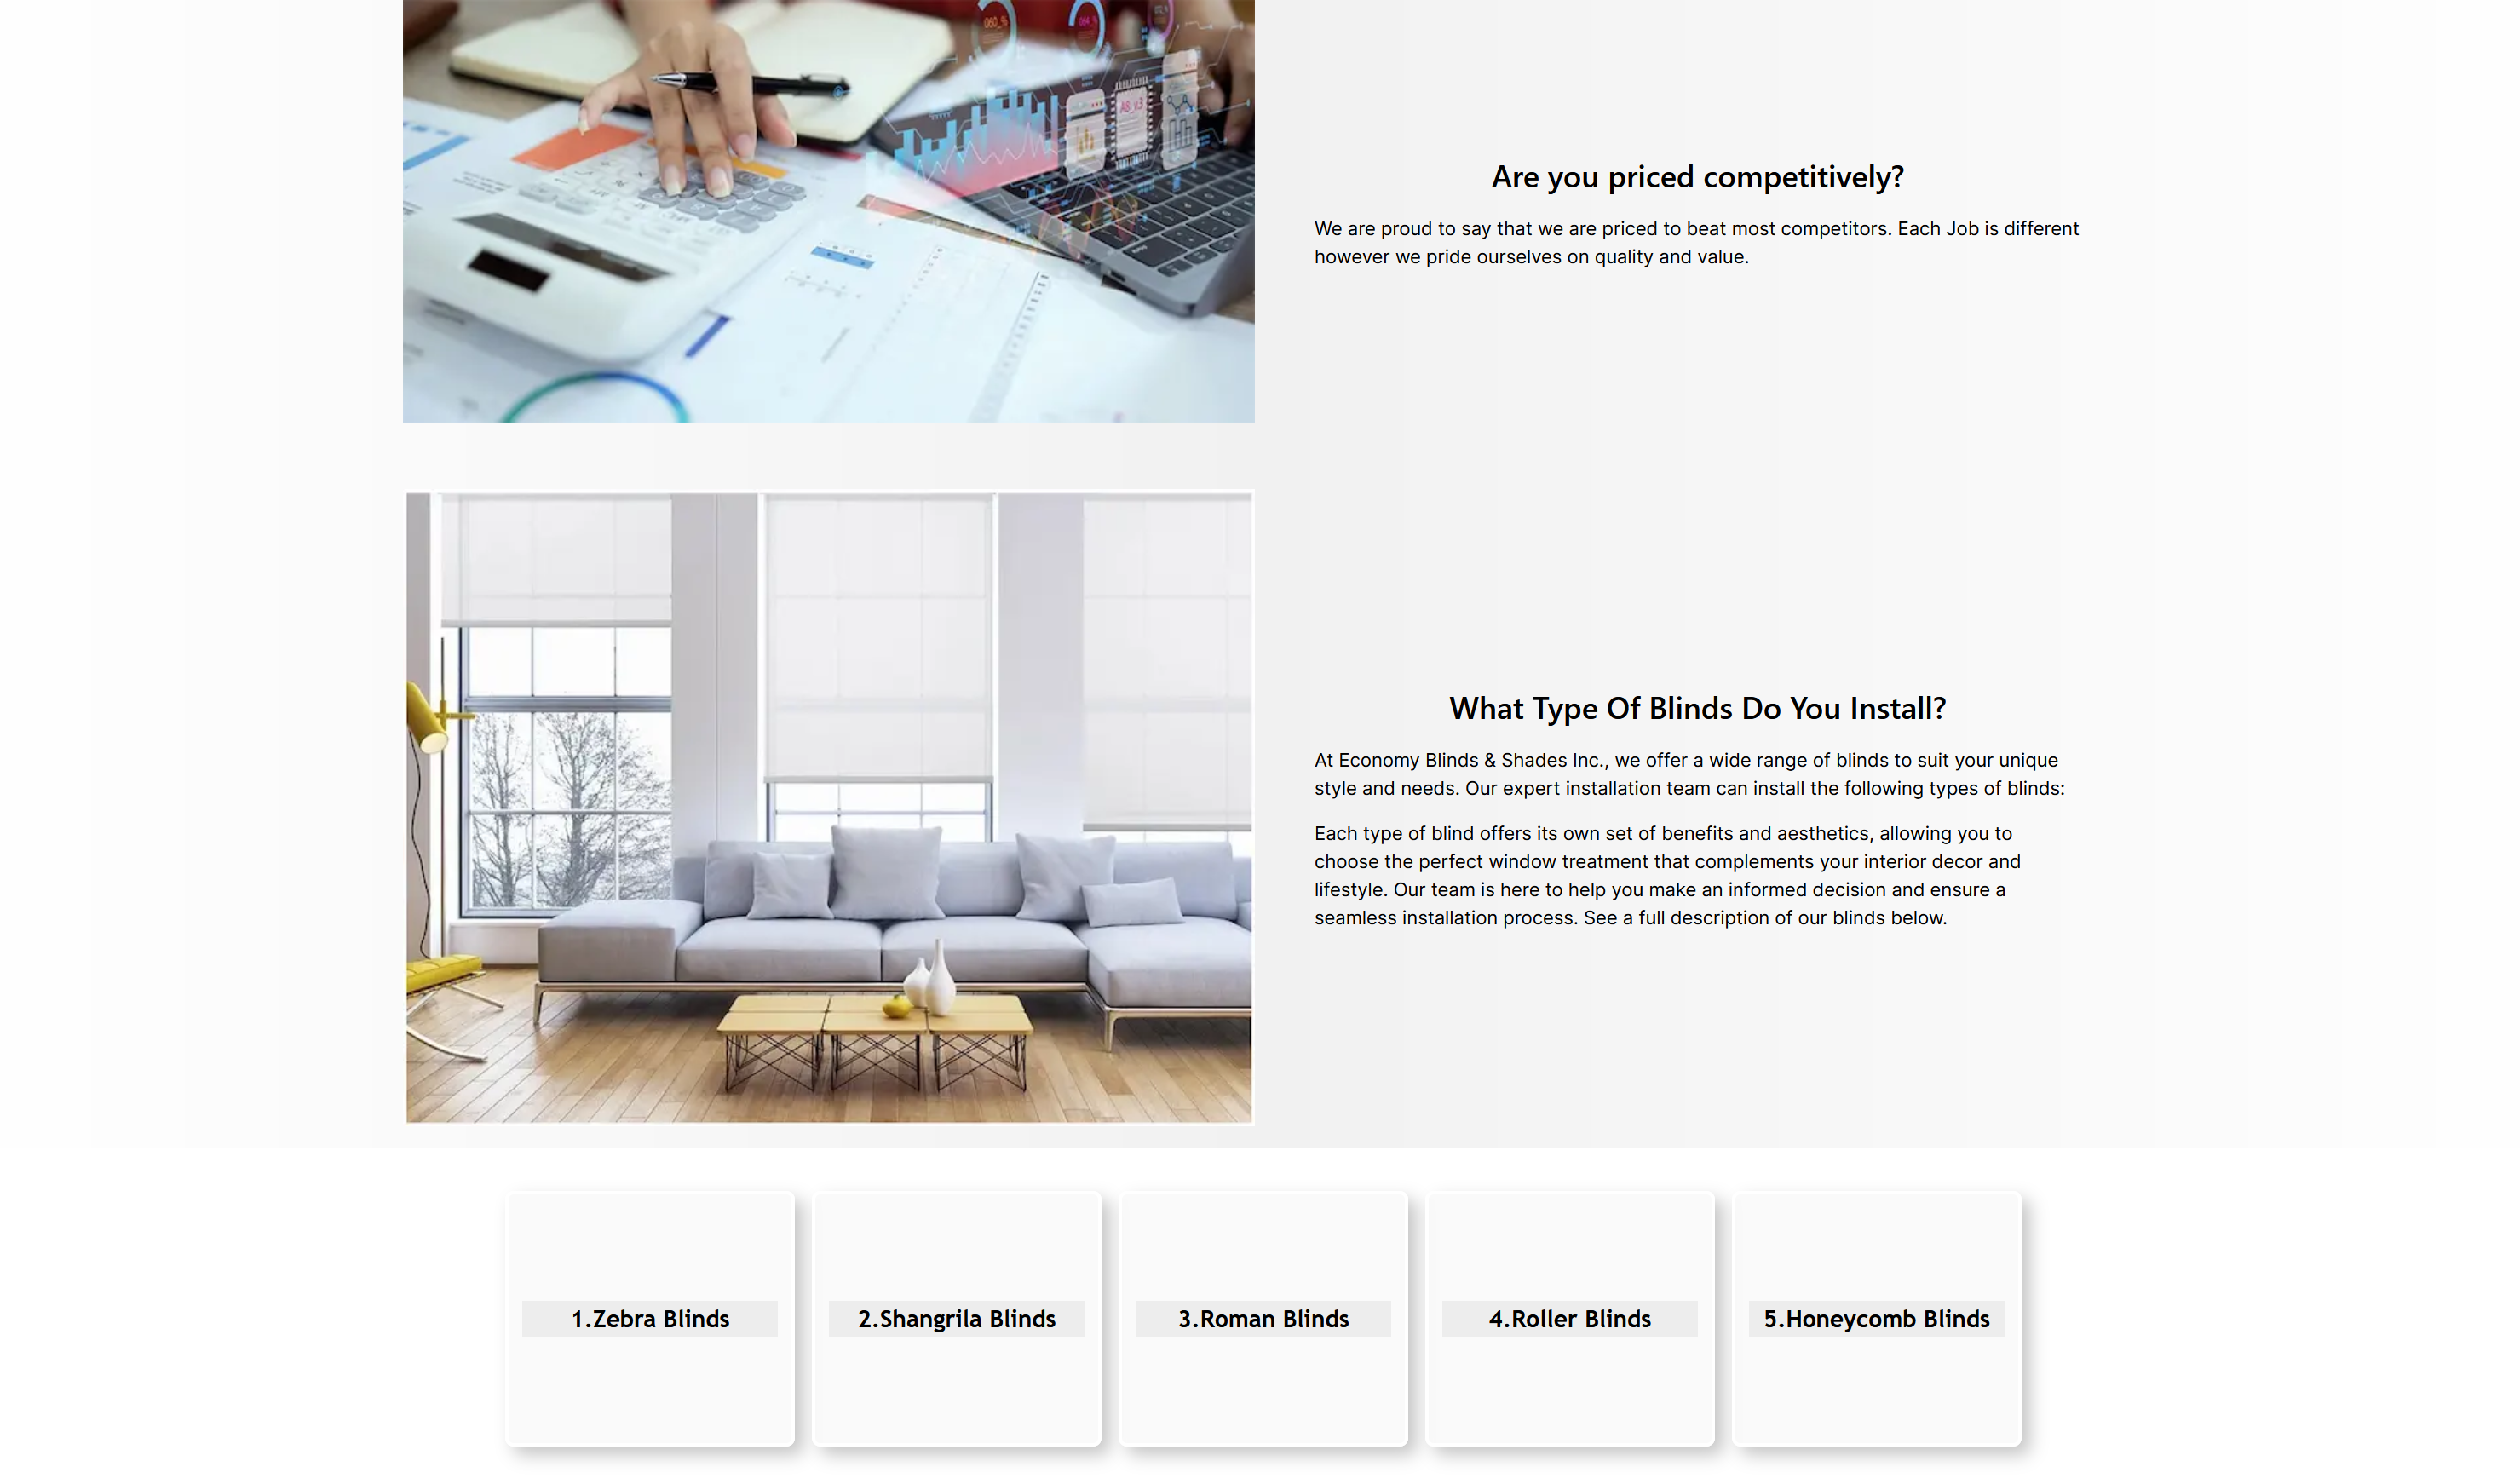 Are you priced competitively?
We are proud to say that we are priced to beat most competitors. Each Job is different
however we pride ourselves on quality and value.
What Type Of Blinds Do You Install?
At Economy Blinds & Shades Inc., we offer a wide range of blinds to suit your unique
style and needs. Our expert installation team can install the following types of blinds:
Each type of blind offers its own set of benefits and aesthetics, allowing you to
choose the perfect window treatment that complements your interior decor and
lifestyle. Our team is here to help you make an informed decision and ensure a
seamless installation process. See a full description of our blinds below.
1.Zebra Blinds
2.Shangrila Blinds
3.Roman Blinds
4.Roller Blinds
5.Honeycomb Blinds